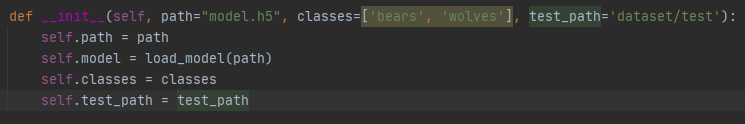 def __init__(self, path="model.h5", classes=['bears', 'wolves'], test_path='dataset/test'):
    self.path = path
    self.model = load_model(path)
    self.classes = classes
    self.test_path = test_path